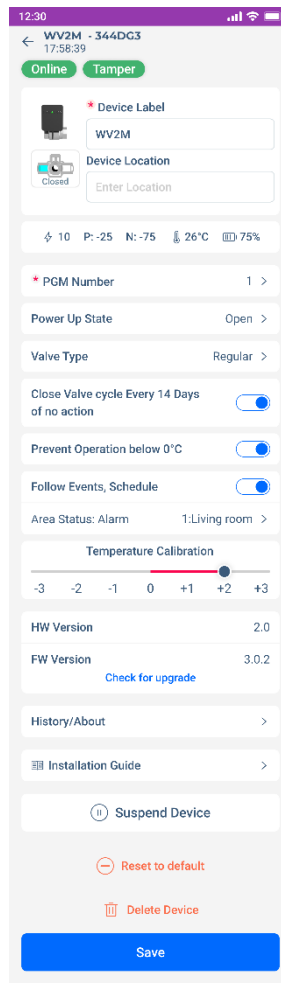 12:30
WV2M - 344DG3
17:58:39
Online Tamper
* Device Label
WV2M
Closed
Device Location
Enter Location
10 P:-25 N:-75 26°C 75%
* PGM Number 1 >
Power Up State Open >
Valve Type Regular >
Close Valve cycle Every 14 Days
of no action
Prevent Operation below 0°C
Follow Events, Schedule
Area Status: Alarm 1:Living room >
Temperature Calibration
-3 -2 -1 0 +1 +2 +3
HW Version 2.0
FW Version 3.0.2
Check for upgrade
History/About >
Installation Guide >
Suspend Device
Reset to default
Delete Device
Save